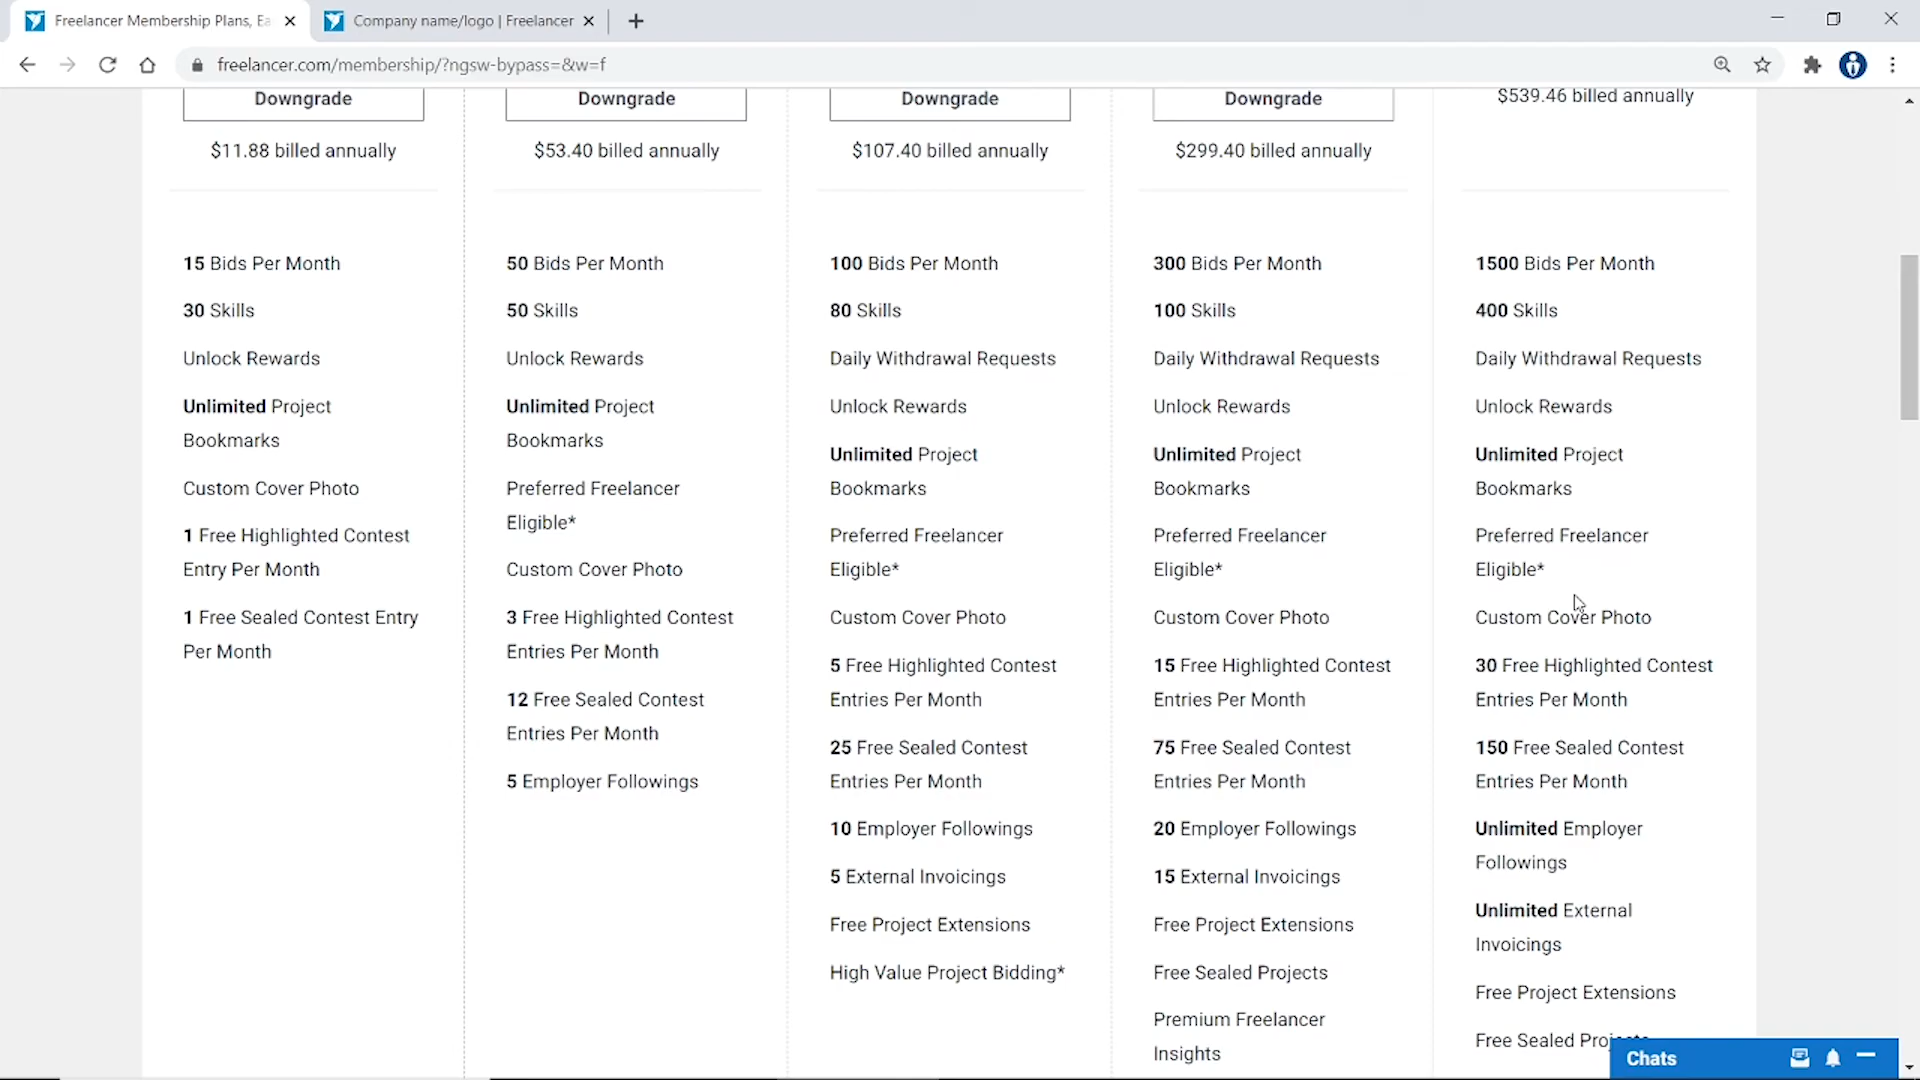 Freelancer Membership Plans, Ea
Company name/logo | Freelancer
freelancer.com/membership/?ngsw-bypass=&w=f
Downgrade
$11.88 billed annually
15 Bids Per Month
30 Skills
Unlock Rewards
Unlimited Project
Bookmarks
Custom Cover Photo
1 Free Highlighted Contest
Entry Per Month
1 Free Sealed Contest Entry
Per Month
Downgrade
$53.40 billed annually
50 Bids Per Month
50 Skills
Unlock Rewards
Unlimited Project
Bookmarks
Preferred Freelancer
Eligible*
Custom Cover Photo
3 Free Highlighted Contest
Entries Per Month
12 Free Sealed Contest
Entries Per Month
5 Employer Followings
Downgrade
$107.40 billed annually
100 Bids Per Month
80 Skills
Daily Withdrawal Requests
Unlock Rewards
Unlimited Project
Bookmarks
Preferred Freelancer
Eligible*
Custom Cover Photo
5 Free Highlighted Contest
Entries Per Month
25 Free Sealed Contest
Entries Per Month
10 Employer Followings
5 External Invoicings
Free Project Extensions
High Value Project Bidding*
Downgrade
$299.40 billed annually
300 Bids Per Month
100 Skills
Daily Withdrawal Requests
Unlock Rewards
Unlimited Project
Bookmarks
Preferred Freelancer
Eligible*
Custom Cover Photo
15 Free Highlighted Contest
Entries Per Month
75 Free Sealed Contest
Entries Per Month
20 Employer Followings
15 External Invoicings
Free Project Extensions
Free Sealed Projects
Premium Freelancer
Insights
$539.46 billed annually
1500 Bids Per Month
400 Skills
Daily Withdrawal Requests
Unlock Rewards
Unlimited Project
Bookmarks
Preferred Freelancer
Eligible*
Custom Cover Photo
30 Free Highlighted Contest
Entries Per Month
150 Free Sealed Contest
Entries Per Month
Unlimited Employer
Followings
Unlimited External
Invoicings
Free Project Extensions
Free Sealed Projects
Chats